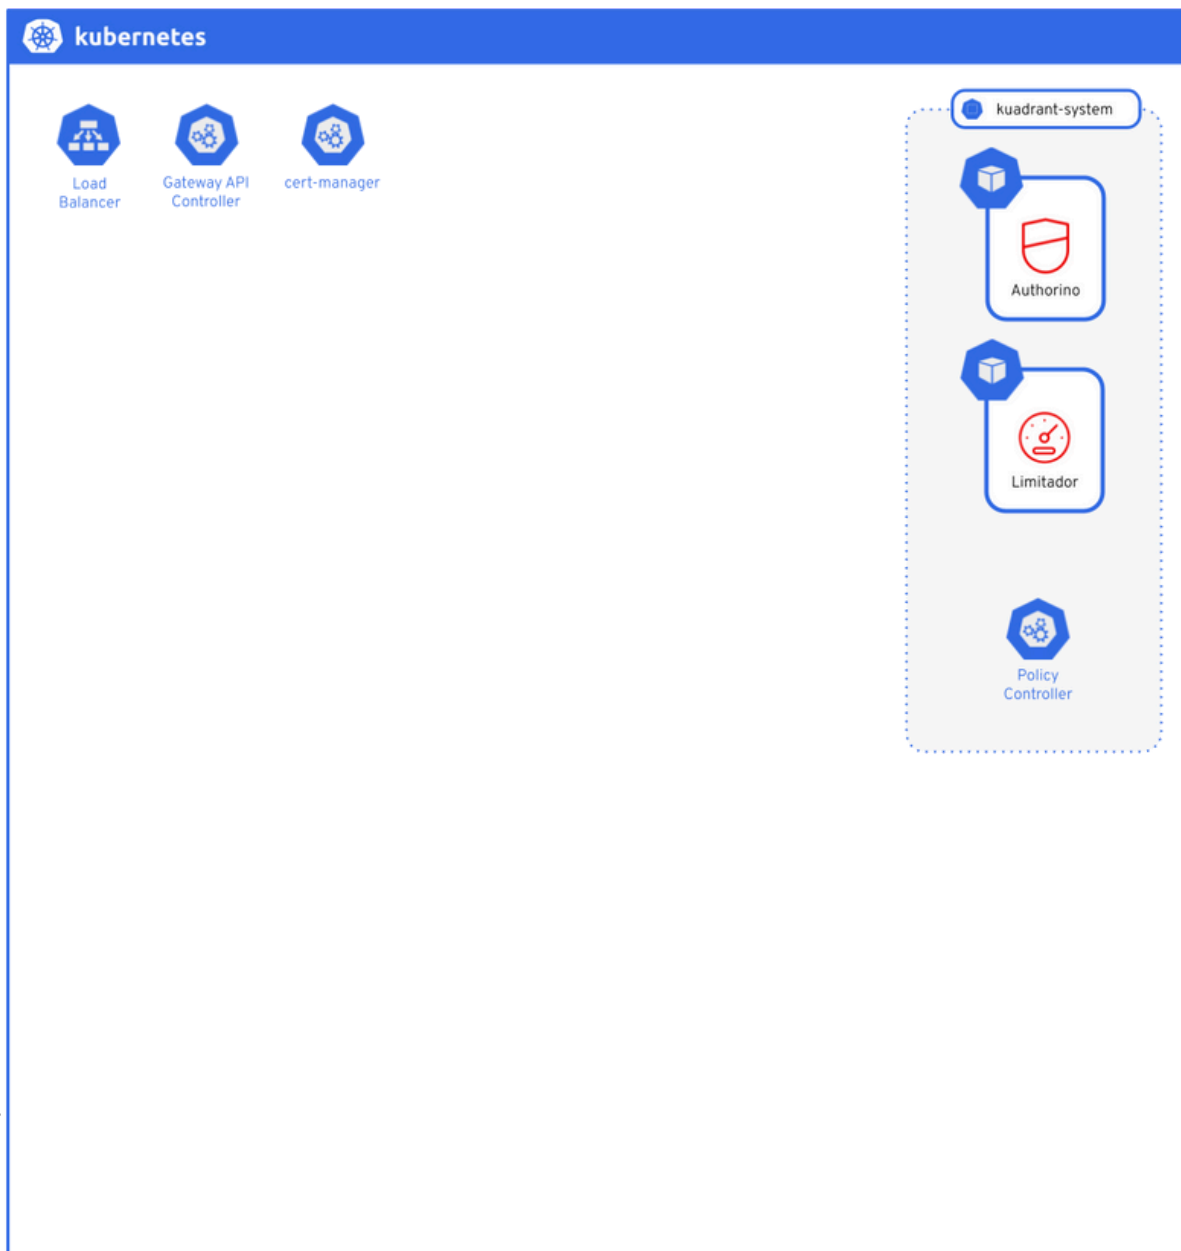 kubernetes
Load
Balancer
Gateway API
Controller
cert-manager
kuadrant-system
Authorino
Limitador
Policy
Controller